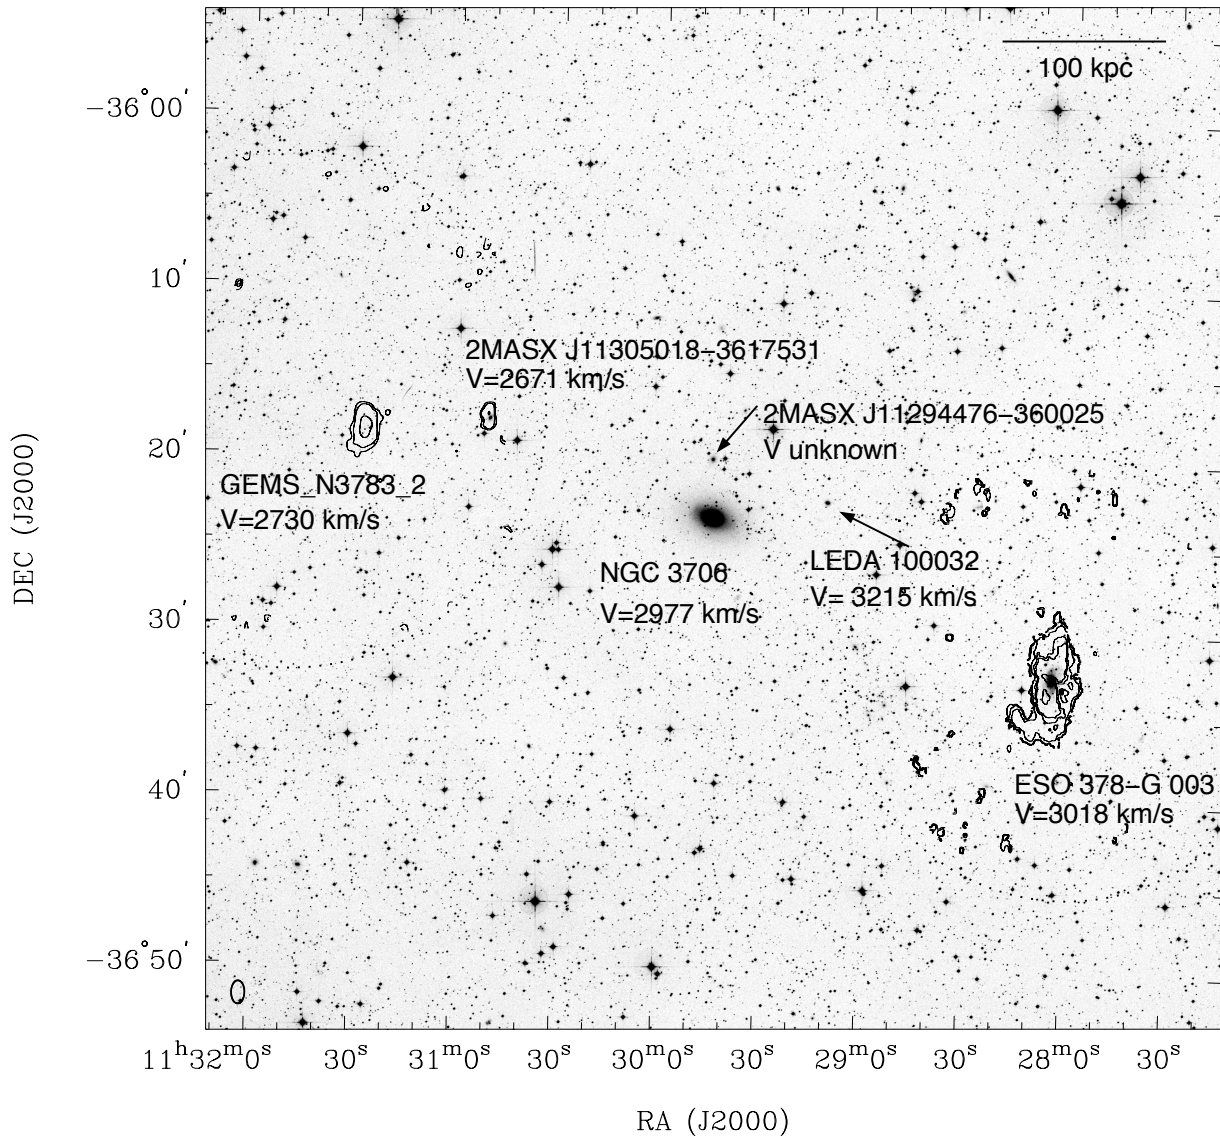 100 kpc
−36°00′
10′
2MASX J11305018−3617531
V=2671 km/s
2MASX J11294476−360025
V unknown
20′
GEMS_N3783_2
V=2730 km/s
LEDA 100032
V= 3215 km/s
NGC 3706
V=2977 km/s
30′
ESO 378−G 003
V=3018 km/s
40′
−36°50′
DEC (J2000)
11ʰ32ᵐ0ˢ 30ˢ 31ᵐ0ˢ 30ˢ 30ᵐ0ˢ 30ˢ 29ᵐ0ˢ 30ˢ 28ᵐ0ˢ 30ˢ
RA (J2000)